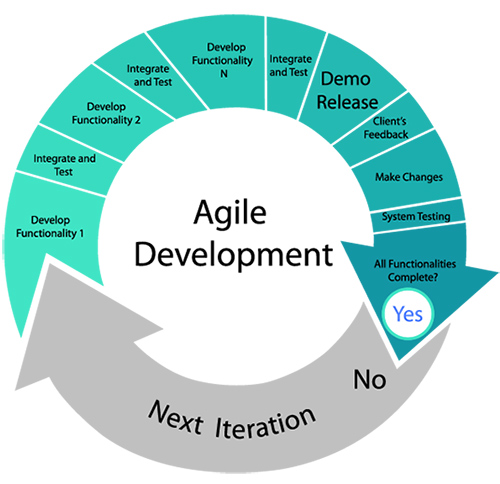 Develop
Functionality 1
Integrate and
Test
Develop
Functionality 2
Integrate
and Test
Develop
Functionality
N
Integrate
and Test
Demo
Release
Client's
Feedback
Make Changes
System Testing
All Functionalities
Complete?
Yes
No
Next Iteration
Agile
Development